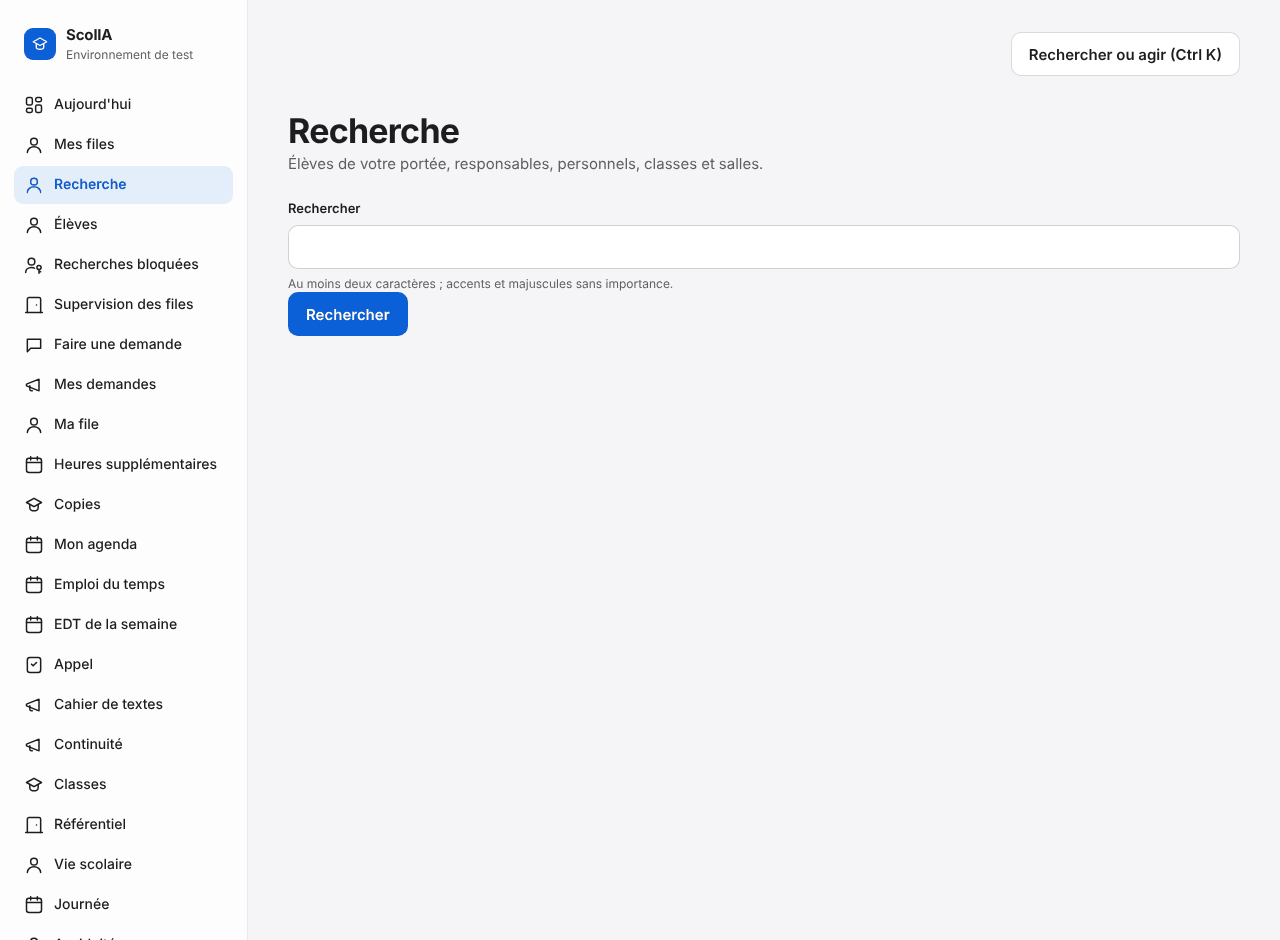 ScolIA
Environnement de test
Aujourd'hui
Mes files
Recherche
Élèves
Recherches bloquées
Supervision des files
Faire une demande
Mes demandes
Ma file
Heures supplémentaires
Copies
Mon agenda
Emploi du temps
EDT de la semaine
Appel
Cahier de textes
Continuité
Classes
Référentiel
Vie scolaire
Journée
Rechercher ou agir (Ctrl K)
Recherche
Élèves de votre portée, responsables, personnels, classes et salles.
Rechercher
Au moins deux caractères ; accents et majuscules sans importance.
Rechercher